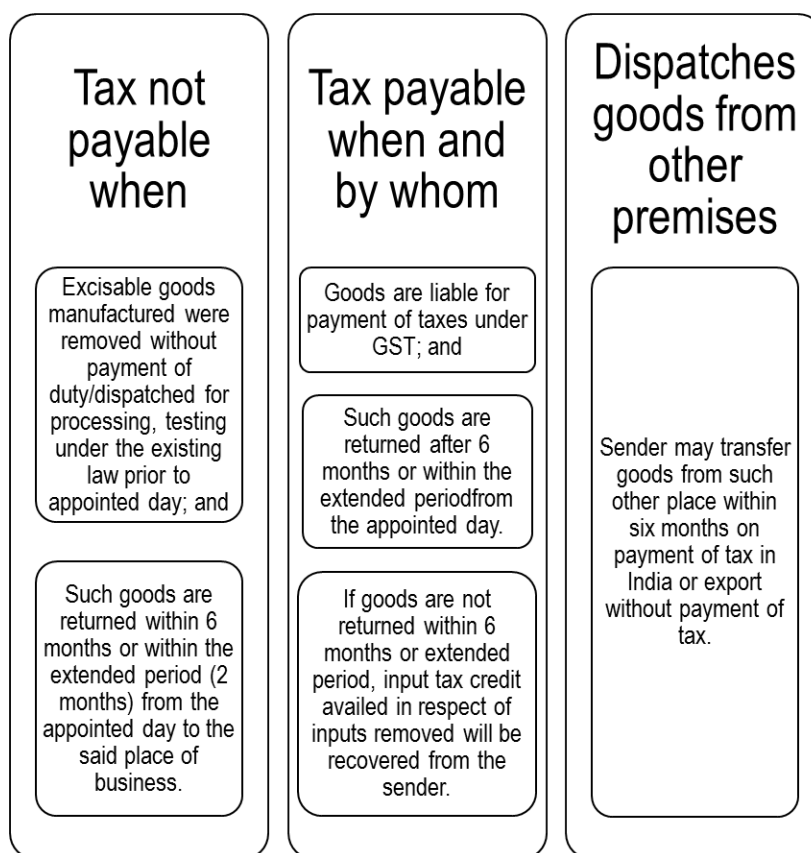 Tax not
payable
when
Excisable goods
manufactured were
removed without
payment of
duty/dispatched for
processing, testing
under the existing
law prior to
appointed day; and
Such goods are
returned within 6
months or within the
extended period (2
months) from the
appointed day to the
said place of
business.
Tax payable
when and
by whom
Goods are liable for
payment of taxes under
GST; and
Such goods are
returned after 6
months or within the
extended periodfrom
the appointed day.
If goods are not
returned within 6
months or extended
period, input tax credit
availed in respect of
inputs removed will be
recovered from the
sender.
Dispatches
goods from
other
premises
Sender may transfer
goods from such
other place within
six months on
payment of tax in
India or export
without payment of
tax.